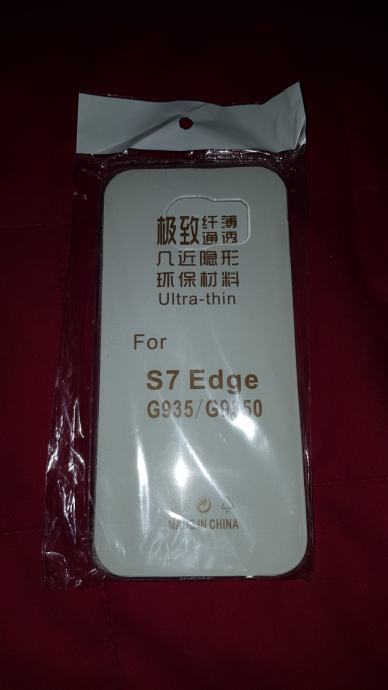 极致纤薄
通透
几近隐形
环保材料
Ultra-thin
For
S7 Edge
G935/G9350
MADE IN CHINA